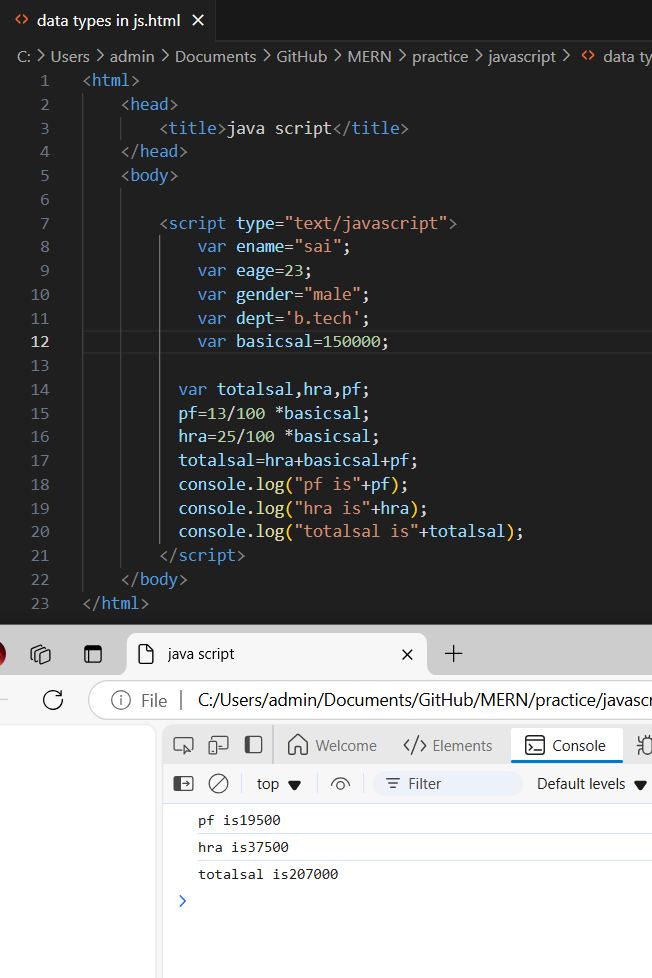 <> data types in js.html ×
C: > Users > admin > Documents > GitHub > MERN > practice > javascript > <> data ty
1 <html>
2 <head>
3 <title>java script</title>
4 </head>
5 <body>
6
7 <script type="text/javascript">
8 var ename="sai";
9 var eage=23;
10 var gender="male";
11 var dept='b.tech';
12 var basicsal=150000;
13
14 var totalsal,hra,pf;
15 pf=13/100 *basicsal;
16 hra=25/100 *basicsal;
17 totalsal=hra+basicsal+pf;
18 console.log("pf is"+pf);
19 console.log("hra is"+hra);
20 console.log("totalsal is"+totalsal);
21 </script>
22 </body>
23 </html>
java script
File | C:/Users/admin/Documents/GitHub/MERN/practice/javasc
Welcome </> Elements Console
top Filter Default levels
pf is19500
hra is37500
totalsal is207000
>